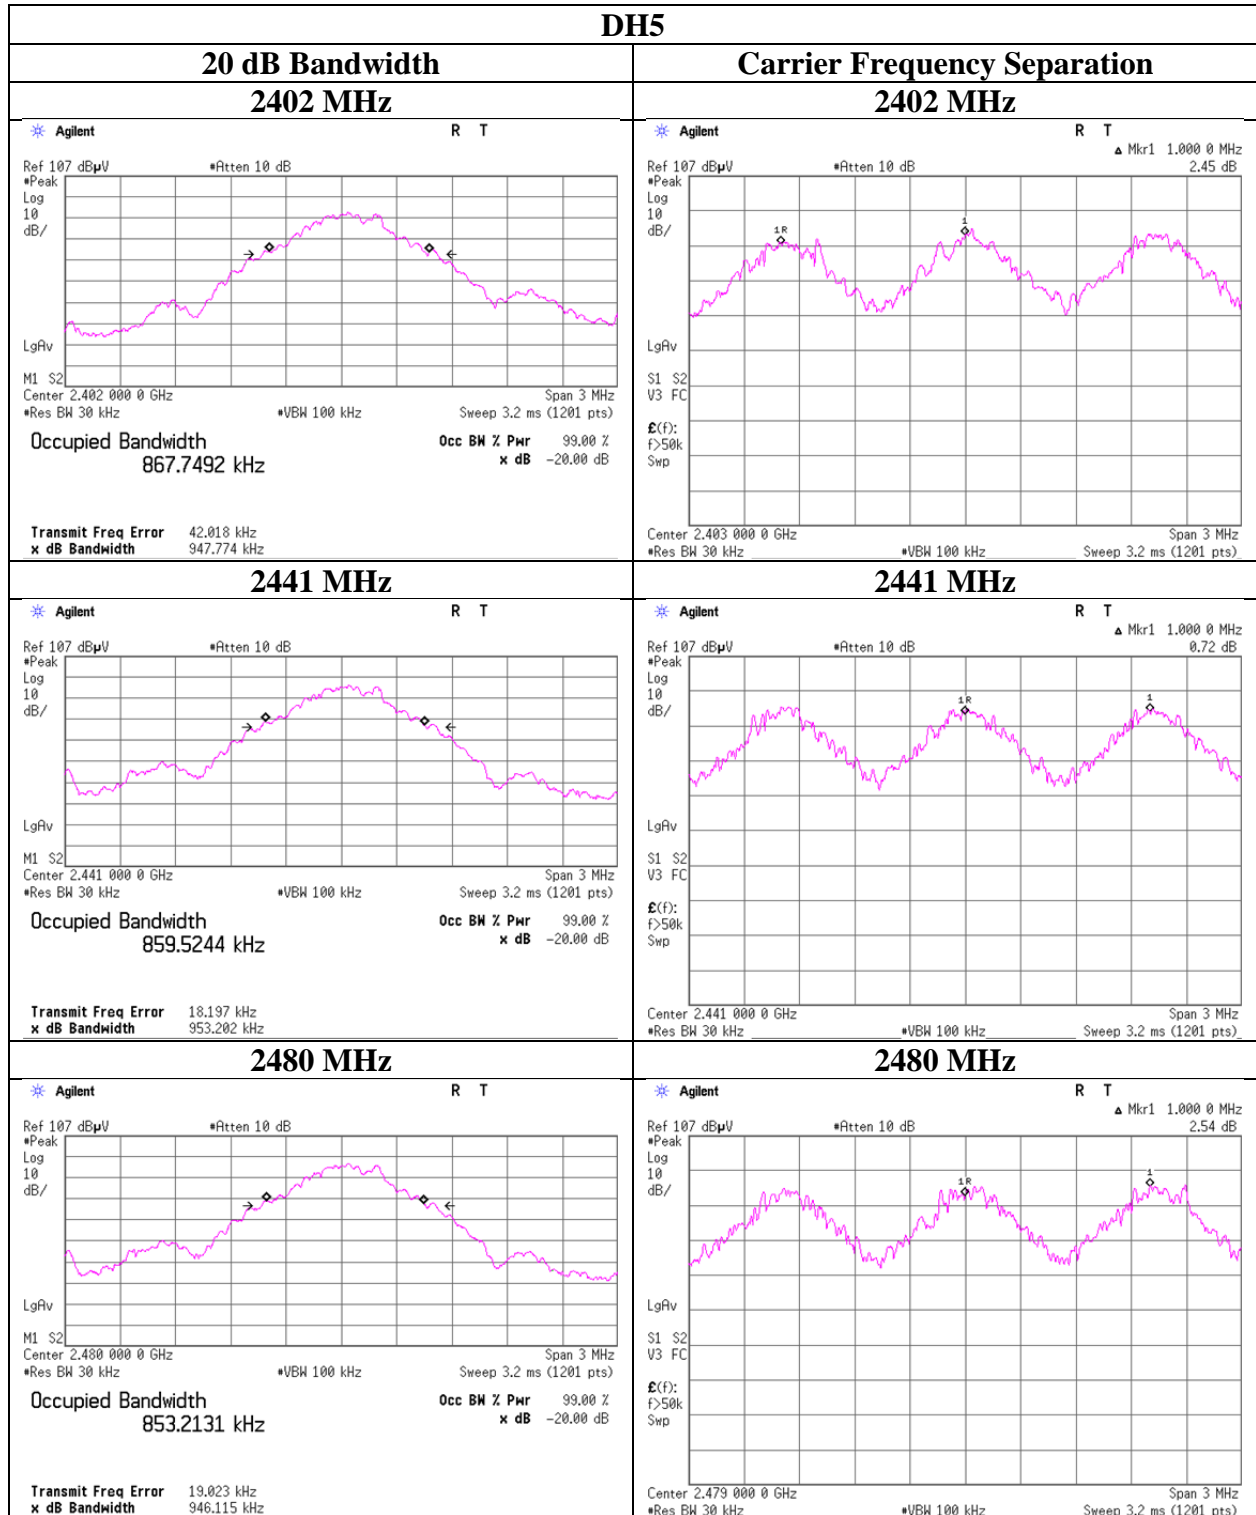 DH5
20 dB Bandwidth
Carrier Frequency Separation
2402 MHz
2402 MHz
Agilent
R T
Ref 107 dBµV
#Atten 10 dB
#Peak
Log
10
dB/
LgAv
M1 S2
Center 2.402 000 0 GHz
Span 3 MHz
#Res BW 30 kHz
#VBW 100 kHz
Sweep 3.2 ms (1201 pts)
Occupied Bandwidth
867.7492 kHz
Occ BW % Pwr 99.00 %
x dB -20.00 dB
Transmit Freq Error 42.018 kHz
x dB Bandwidth 947.774 kHz
Agilent
R T
Δ Mkr1 1.000 0 MHz
Ref 107 dBµV
#Atten 10 dB
2.45 dB
#Peak
Log
10
dB/
1R
1
LgAv
S1 S2
V3 FC
£(f):
f>50k
Swp
Center 2.403 000 0 GHz
Span 3 MHz
#Res BW 30 kHz
#VBW 100 kHz
Sweep 3.2 ms (1201 pts)
2441 MHz
2441 MHz
Agilent
R T
Ref 107 dBµV
#Atten 10 dB
#Peak
Log
10
dB/
LgAv
M1 S2
Center 2.441 000 0 GHz
Span 3 MHz
#Res BW 30 kHz
#VBW 100 kHz
Sweep 3.2 ms (1201 pts)
Occupied Bandwidth
859.5244 kHz
Occ BW % Pwr 99.00 %
x dB -20.00 dB
Transmit Freq Error 18.197 kHz
x dB Bandwidth 953.202 kHz
Agilent
R T
Δ Mkr1 1.000 0 MHz
Ref 107 dBµV
#Atten 10 dB
0.72 dB
#Peak
Log
10
dB/
1R
1
LgAv
S1 S2
V3 FC
£(f):
f>50k
Swp
Center 2.441 000 0 GHz
Span 3 MHz
#Res BW 30 kHz
#VBW 100 kHz
Sweep 3.2 ms (1201 pts)
2480 MHz
2480 MHz
Agilent
R T
Ref 107 dBµV
#Atten 10 dB
#Peak
Log
10
dB/
LgAv
M1 S2
Center 2.480 000 0 GHz
Span 3 MHz
#Res BW 30 kHz
#VBW 100 kHz
Sweep 3.2 ms (1201 pts)
Occupied Bandwidth
853.2131 kHz
Occ BW % Pwr 99.00 %
x dB -20.00 dB
Transmit Freq Error 19.023 kHz
x dB Bandwidth 946.115 kHz
Agilent
R T
Δ Mkr1 1.000 0 MHz
Ref 107 dBµV
#Atten 10 dB
2.54 dB
#Peak
Log
10
dB/
1R
1
LgAv
S1 S2
V3 FC
£(f):
f>50k
Swp
Center 2.479 000 0 GHz
Span 3 MHz
#Res BW 30 kHz
#VBW 100 kHz
Sweep 3.2 ms (1201 pts)